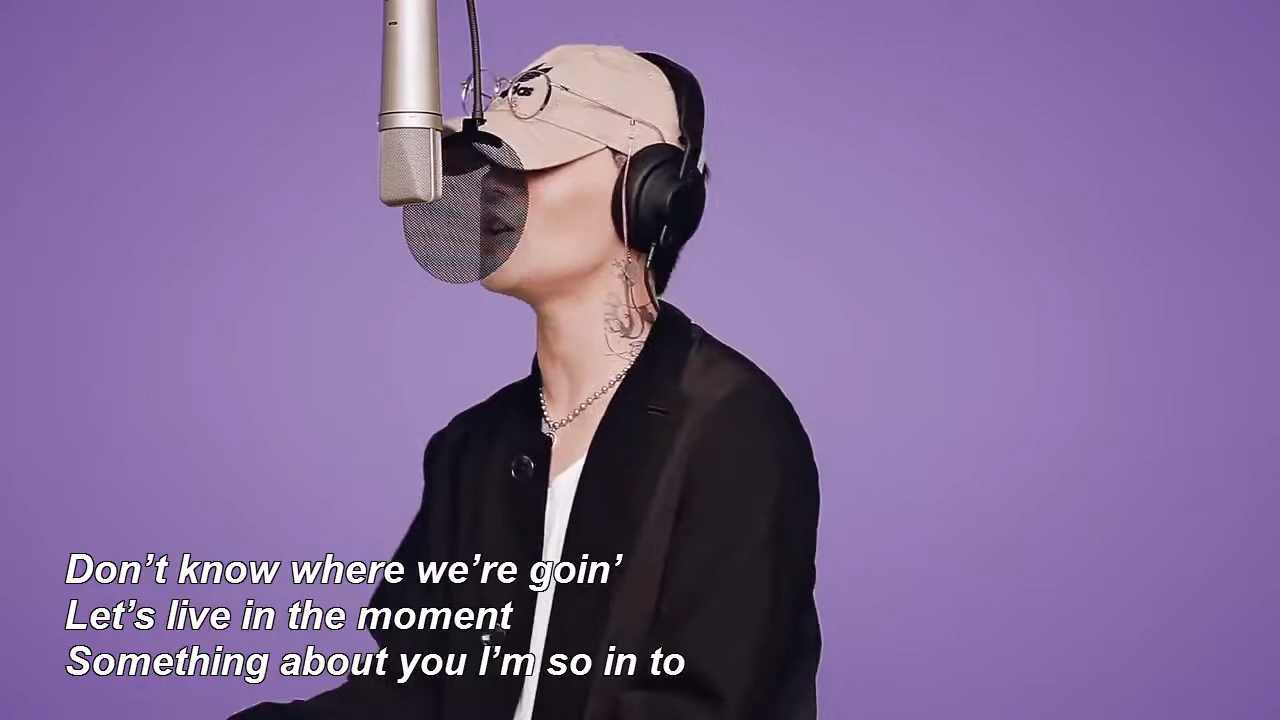 Don’t know where we’re goin’
Let’s live in the moment
Something about you I’m so in to